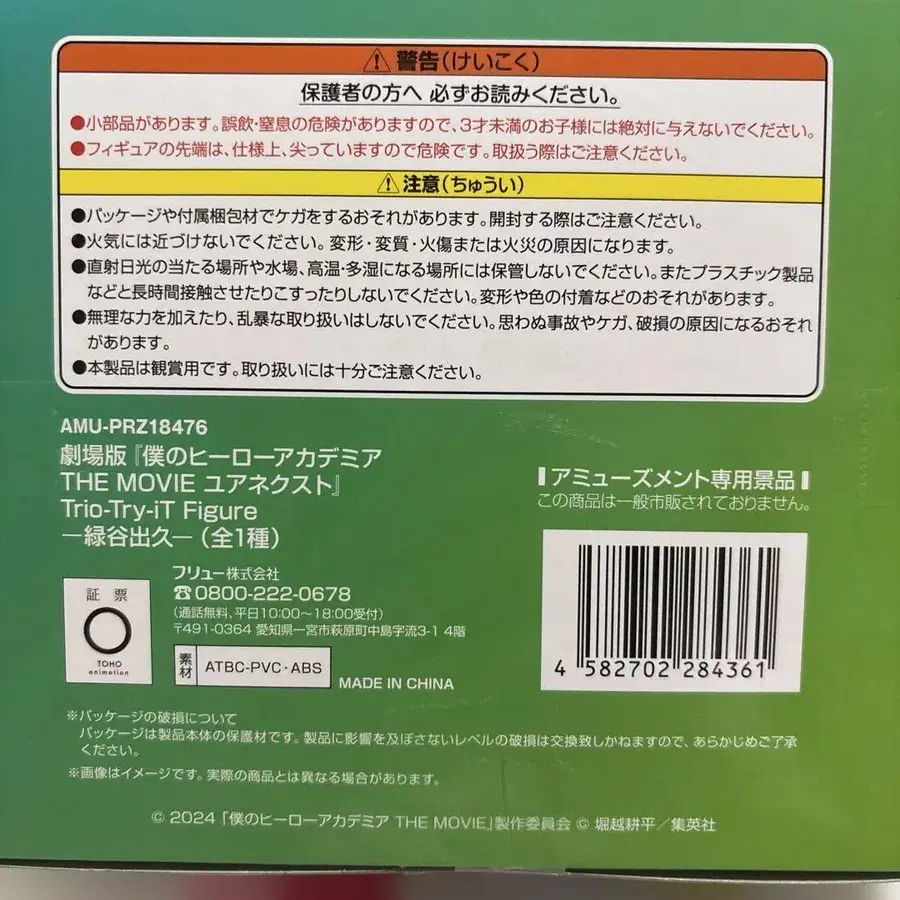 ⚠警告(けいこく)
保護者の方へ 必ずお読みください。
●小部品があります。誤飲・窒息の危険がありますので、3才未満のお子様には絶対に与えないでください。
●フィギュアの先端は、仕様上、尖っていますので危険です。取扱う際はご注意ください。
⚠注意(ちゅうい)
●パッケージや付属梱包材でケガをするおそれがあります。開封する際はご注意ください。
●火気には近づけないでください。変形・変質・火傷または火災の原因になります。
●直射日光の当たる場所や水場、高温・多湿になる場所には保管しないでください。またプラスチック製品
などと長時間接触させたりこすったりしないでください。変形や色の付着などのおそれがあります。
●無理な力を加えたり、乱暴な取り扱いはしないでください。思わぬ事故やケガ、破損の原因になるおそれ
があります。
●本製品は観賞用です。取り扱いには十分ご注意ください。
AMU-PRZ18476
劇場版『僕のヒーローアカデミア
THE MOVIE ユアネクスト』
Trio-Try-iT Figure
―緑谷出久―(全1種)
アミューズメント専用景品
この商品は一般市販されておりません。
証 票
TOHO
animation
フリュー株式会社
☎0800-222-0678
(通話無料、平日10:00~18:00受付)
〒491-0364 愛知県一宮市萩原町中島字流3-1 4階
素材
ATBC-PVC・ABS
MADE IN CHINA
4 582702 284361
※パッケージの破損について
パッケージは製品本体の保護材です。製品に影響を及ぼさないレベルの破損は交換致しかねますので、あらかじめご了承
ください。
※画像はイメージです。実際の商品とは異なる場合があります。
© 2024「僕のヒーローアカデミア THE MOVIE」製作委員会 © 堀越耕平/集英社